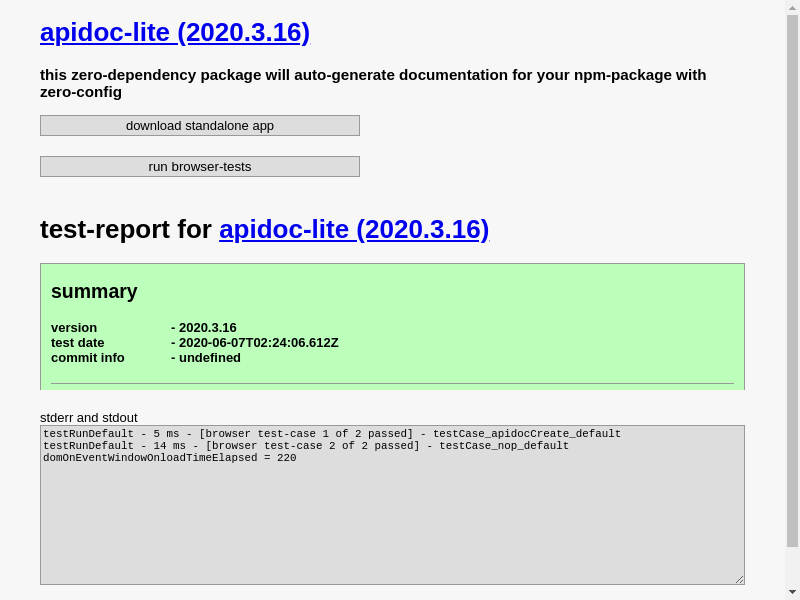 apidoc-lite (2020.3.16)
this zero-dependency package will auto-generate documentation for your npm-package with
zero-config
download standalone app
run browser-tests
test-report for apidoc-lite (2020.3.16)
summary
version - 2020.3.16
test date - 2020-06-07T02:24:06.612Z
commit info - undefined
stderr and stdout
testRunDefault - 5 ms - [browser test-case 1 of 2 passed] - testCase_apidocCreate_default
testRunDefault - 14 ms - [browser test-case 2 of 2 passed] - testCase_nop_default
domOnEventWindowOnloadTimeElapsed = 220